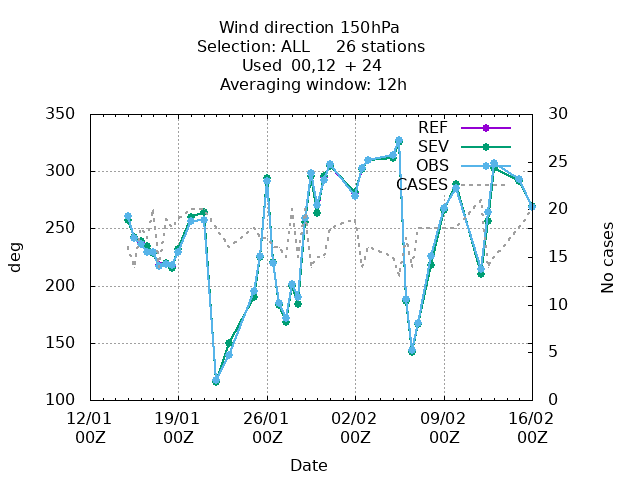 Wind direction 150hPa
Selection: ALL 26 stations
Used 00,12 + 24
Averaging window: 12h
350
300
250
200
150
100
deg
30
25
20
15
10
5
0
No cases
REF
SEV
OBS
CASES
12/01 19/01 26/01 02/02 09/02 16/02
00Z 00Z 00Z 00Z 00Z 00Z
Date